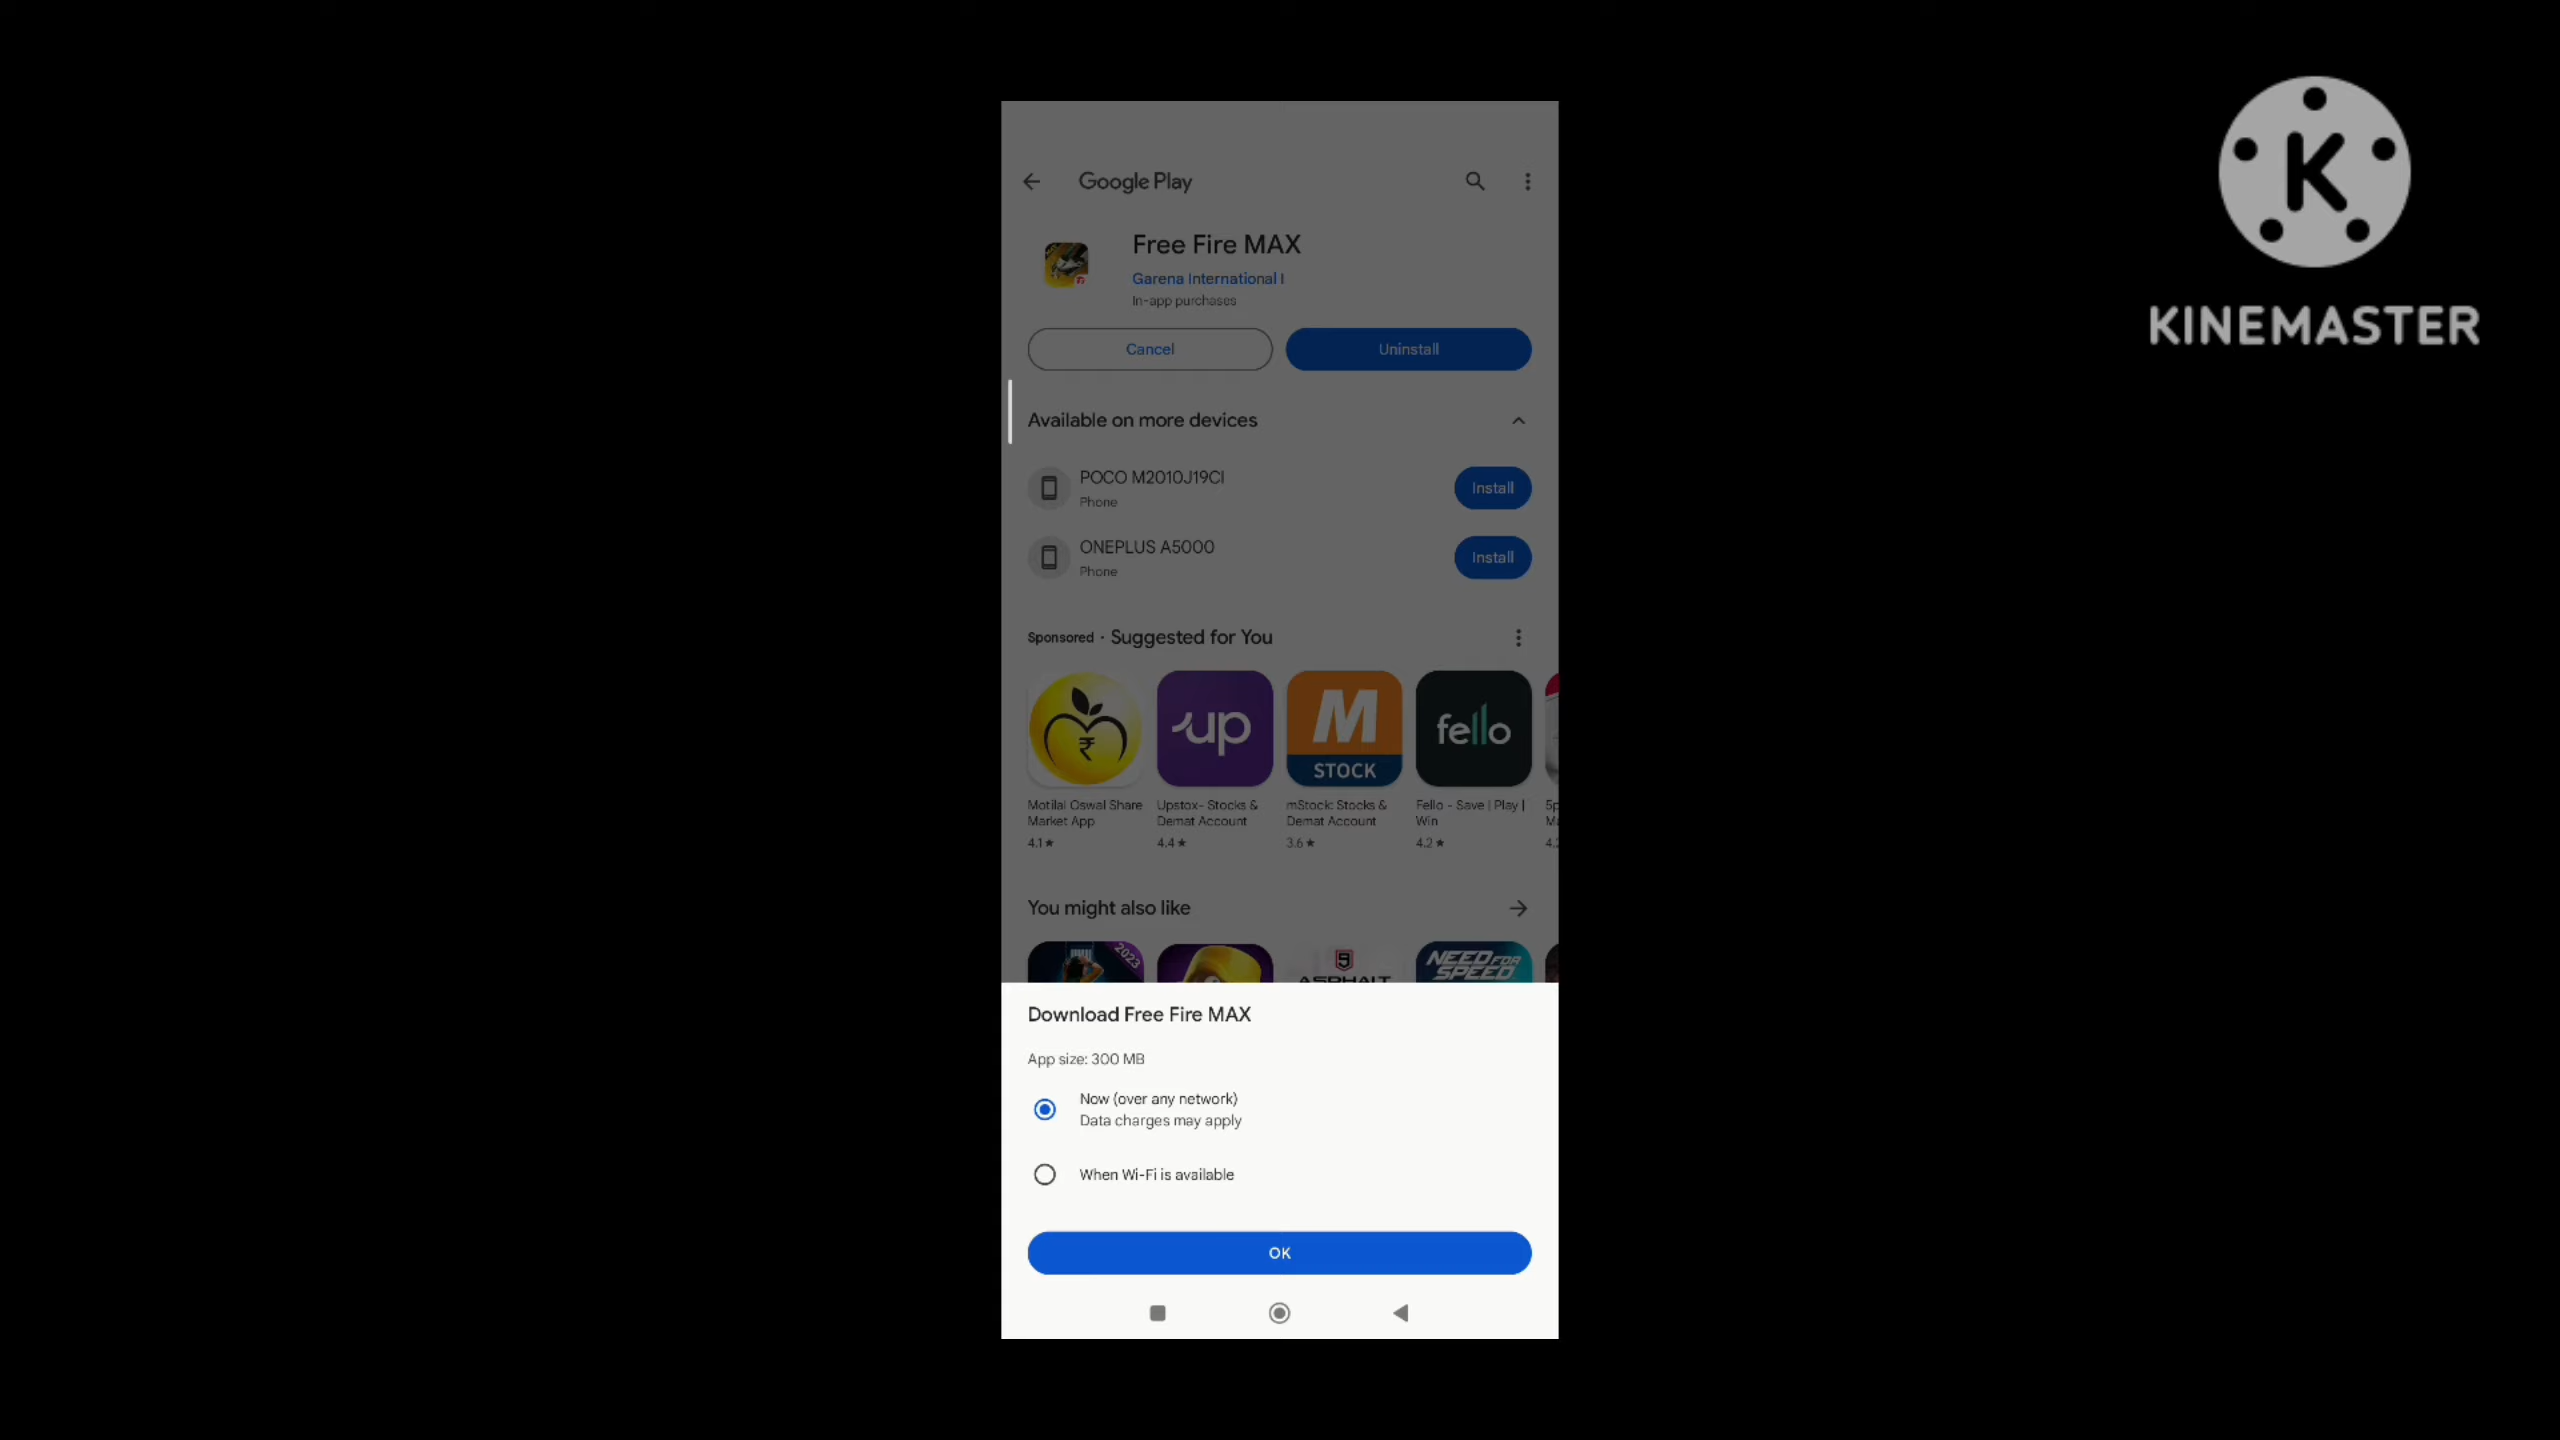 Google Play
Free Fire MAX
Garena International I
In-app purchases
Cancel
Uninstall
Available on more devices
POCO M2010J19CI
Phone
Install
ONEPLUS A5000
Phone
Install
Sponsored · Suggested for You
₹
up
M
STOCK
fello
Motilal Oswal Share
Market App
4.1★
Upstox- Stocks &
Demat Account
4.4★
mStock: Stocks &
Demat Account
3.6★
Fello - Save | Play |
Win
4.2★
You might also like
2023
ASPHALT
NEED FOR
SPEED
Download Free Fire MAX
App size: 300 MB
Now (over any network)
Data charges may apply
When Wi-Fi is available
OK
K
KINEMASTER